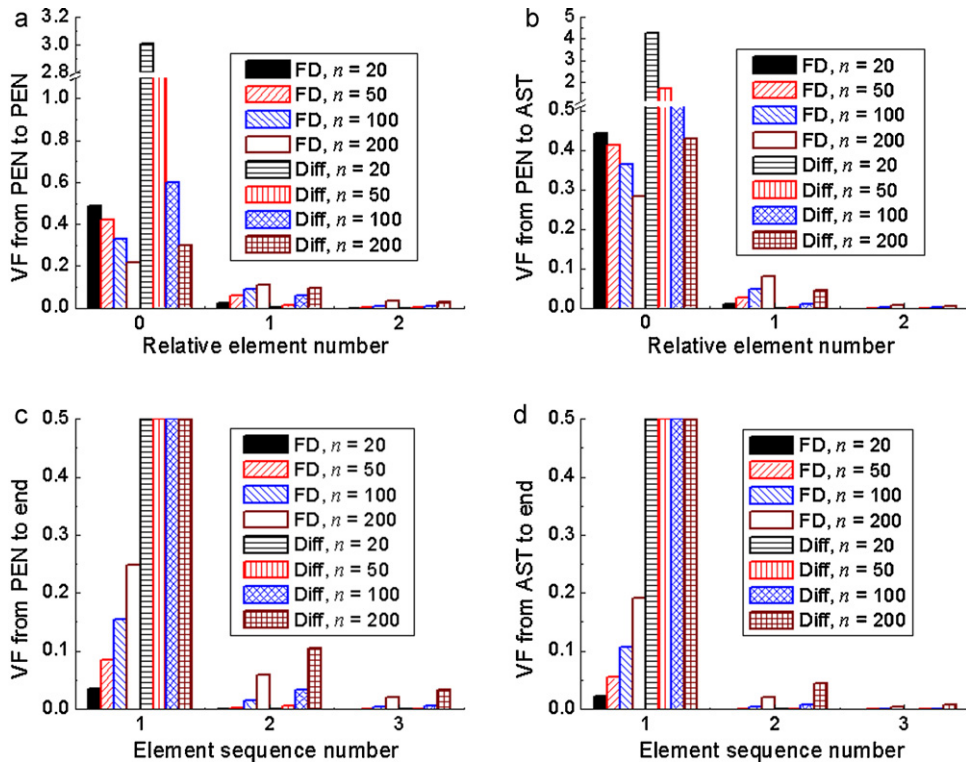 a
3.2
3.0
2.8
1.0
0.8
0.6
0.4
0.2
0.0
VF from PEN to PEN
FD, n = 20
FD, n = 50
FD, n = 100
FD, n = 200
Diff, n = 20
Diff, n = 50
Diff, n = 100
Diff, n = 200
0 1 2
Relative element number
b
5
4
2
0.5
0.4
0.3
0.2
0.1
0.0
VF from PEN to AST
FD, n = 20
FD, n = 50
FD, n = 100
FD, n = 200
Diff, n = 20
Diff, n = 50
Diff, n = 100
Diff, n = 200
0 1 2
Relative element number
c
0.5
0.4
0.3
0.2
0.1
0.0
VF from PEN to end
FD, n = 20
FD, n = 50
FD, n = 100
FD, n = 200
Diff, n = 20
Diff, n = 50
Diff, n = 100
Diff, n = 200
1 2 3
Element sequence number
d
0.5
0.4
0.3
0.2
0.1
0.0
VF from AST to end
FD, n = 20
FD, n = 50
FD, n = 100
FD, n = 200
Diff, n = 20
Diff, n = 50
Diff, n = 100
Diff, n = 200
1 2 3
Element sequence number